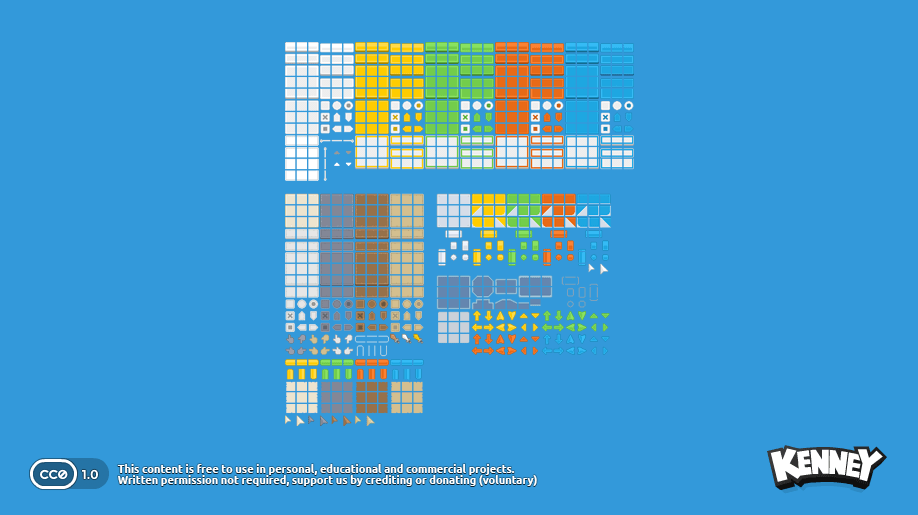 CC0 1.0
This content is free to use in personal, educational and commercial projects.
Written permission not required, support us by crediting or donating (voluntary)
KENNEY